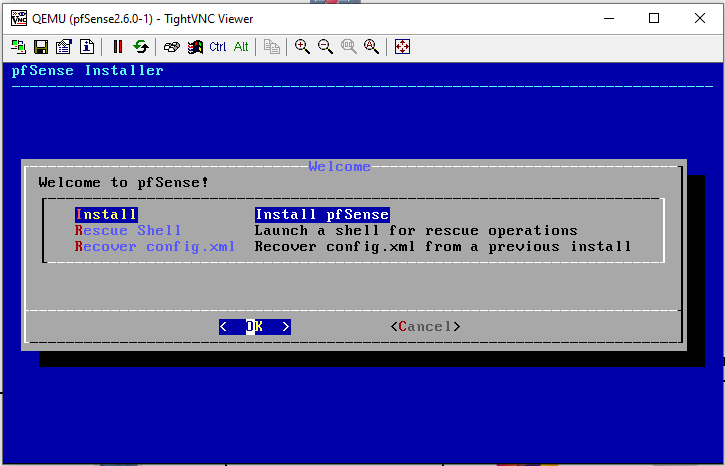 QEMU (pfSense2.6.0-1) - TightVNC Viewer
Ctrl Alt
pfSense Installer
Welcome
Welcome to pfSense!
Install Install pfSense
Rescue Shell Launch a shell for rescue operations
Recover config.xml Recover config.xml from a previous install
< OK > <Cancel>